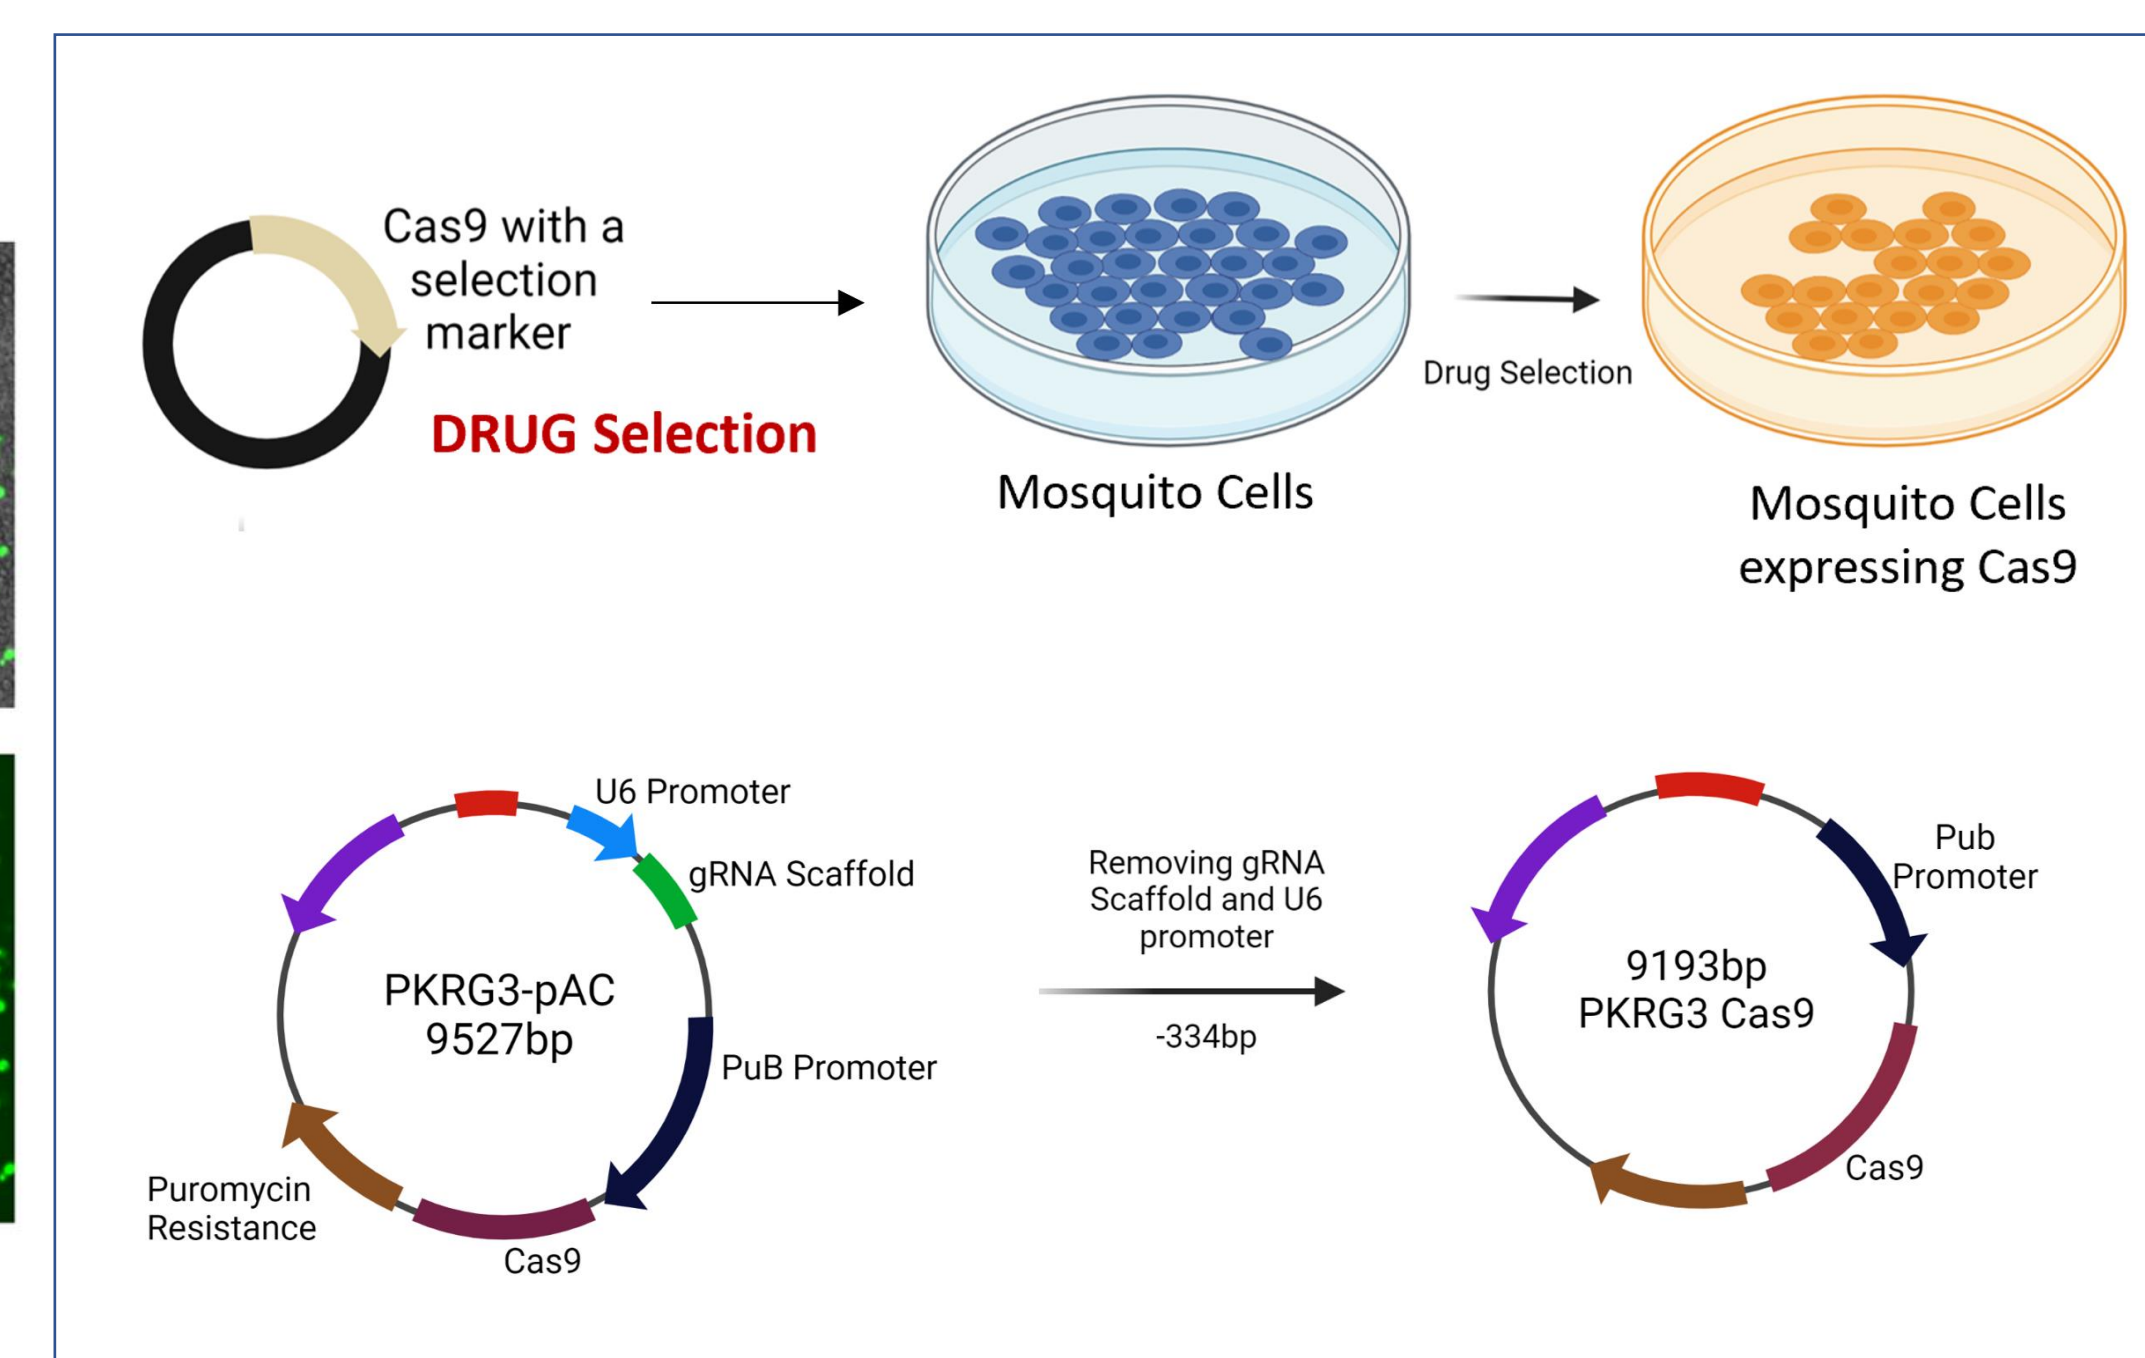 Cas9 with a
selection
marker
DRUG Selection
Mosquito Cells
Drug Selection
Mosquito Cells
expressing Cas9
U6 Promoter
gRNA Scaffold
PKRG3-pAC
9527bp
PuB Promoter
Puromycin
Resistance
Cas9
Removing gRNA
Scaffold and U6
promoter
-334bp
Pub
Promoter
9193bp
PKRG3 Cas9
Cas9